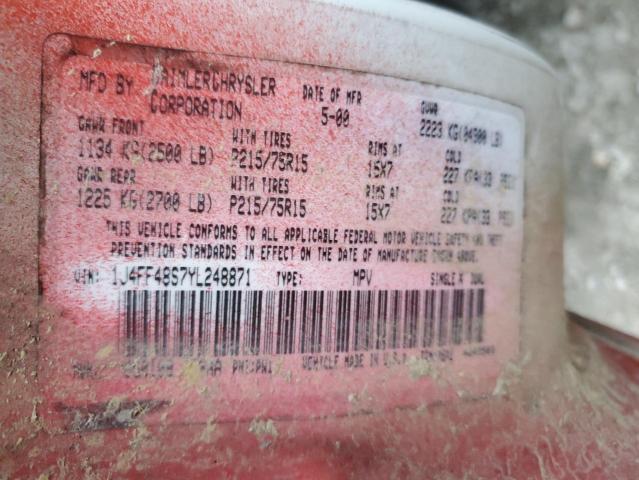 MFD BY DAIMLERCHRYSLER CORPORATION DATE OF MFR 5-00 GVWR 2223 KG(04900 LB)
GAWR FRONT WITH TIRES RIMS AT COLD
1134 KG(2500 LB) P215/75R15 15X7 227 KPA(33 PSI)
GAWR REAR WITH TIRES RIMS AT COLD
1225 KG(2700 LB) P215/75R15 15X7 227 KPA(33 PSI)
THIS VEHICLE CONFORMS TO ALL APPLICABLE FEDERAL MOTOR VEHICLE SAFETY AND THEFT
PREVENTION STANDARDS IN EFFECT ON THE DATE OF MANUFACTURE SHOWN ABOVE.
VIN: 1J4FF48S7YL248871 TYPE: MPV SINGLE X DUAL
PNT:PW1 VEHICLE MADE IN U.S.A